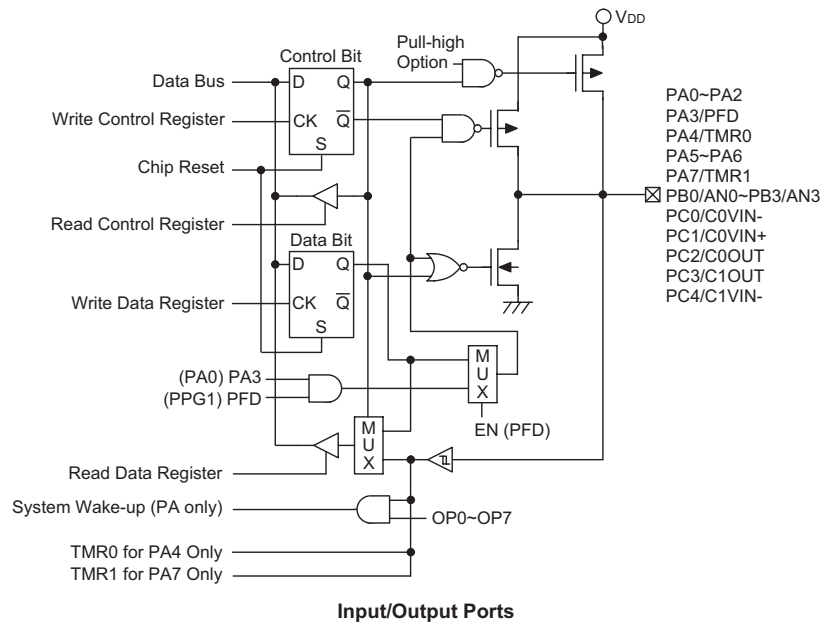 VDD
Control Bit
Pull-high
Option
Data Bus
D Q
Write Control Register
CK Q
S
Chip Reset
Read Control Register
Data Bit
D Q
Write Data Register
CK Q
S
(PA0) PA3
(PPG1) PFD
MUX
EN (PFD)
MUX
Read Data Register
System Wake-up (PA only)
OP0~OP7
TMR0 for PA4 Only
TMR1 for PA7 Only
PA0~PA2
PA3/PFD
PA4/TMR0
PA5~PA6
PA7/TMR1
PB0/AN0~PB3/AN3
PC0/C0VIN-
PC1/C0VIN+
PC2/C0OUT
PC3/C1OUT
PC4/C1VIN-
Input/Output Ports